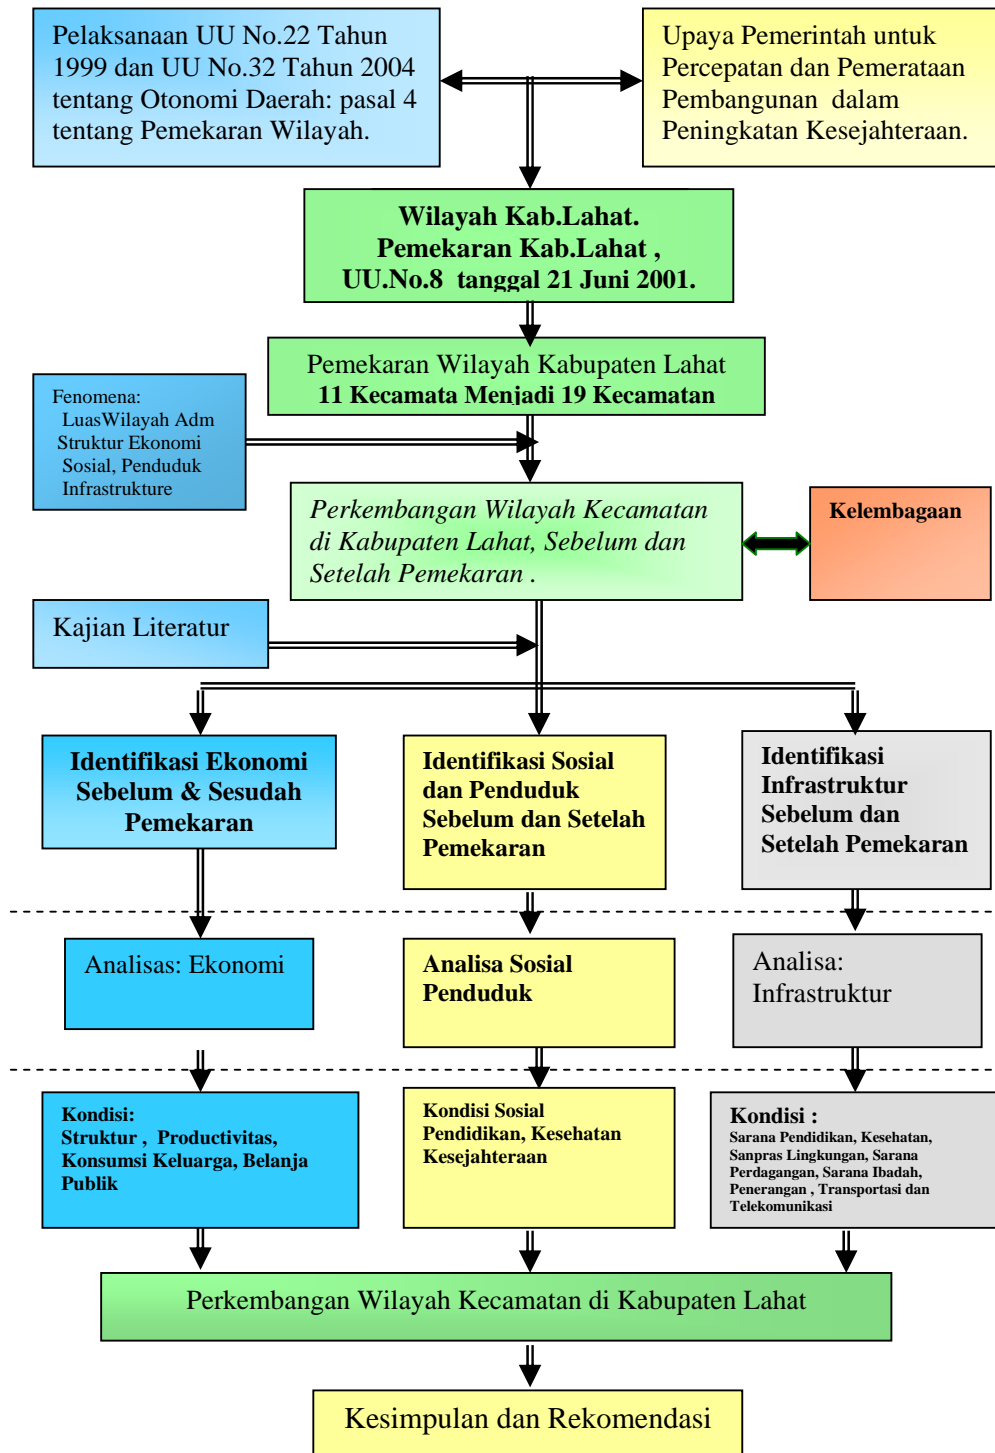 Pelaksanaan UU No.22 Tahun
1999 dan UU No.32 Tahun 2004
tentang Otonomi Daerah: pasal 4
tentang Pemekaran Wilayah.
Upaya Pemerintah untuk
Percepatan dan Pemerataan
Pembangunan dalam
Peningkatan Kesejahteraan.
Wilayah Kab.Lahat.
Pemekaran Kab.Lahat ,
UU.No.8 tanggal 21 Juni 2001.
Pemekaran Wilayah Kabupaten Lahat
11 Kecamata Menjadi 19 Kecamatan
Fenomena:
LuasWilayah Adm
Struktur Ekonomi
Sosial, Penduduk
Infrastrukture
Perkembangan Wilayah Kecamatan
di Kabupaten Lahat, Sebelum dan
Setelah Pemekaran .
Kelembagaan
Kajian Literatur
Identifikasi Ekonomi
Sebelum & Sesudah
Pemekaran
Identifikasi Sosial
dan Penduduk
Sebelum dan Setelah
Pemekaran
Identifikasi
Infrastruktur
Sebelum dan
Setelah Pemekaran
Analisas: Ekonomi
Analisa Sosial
Penduduk
Analisa:
Infrastruktur
Kondisi:
Struktur , Productivitas,
Konsumsi Keluarga, Belanja
Publik
Kondisi Sosial
Pendidikan, Kesehatan
Kesejahteraan
Kondisi :
Sarana Pendidikan, Kesehatan,
Sanpras Lingkungan, Sarana
Perdagangan, Sarana Ibadah,
Penerangan , Transportasi dan
Telekomunikasi
Perkembangan Wilayah Kecamatan di Kabupaten Lahat
Kesimpulan dan Rekomendasi